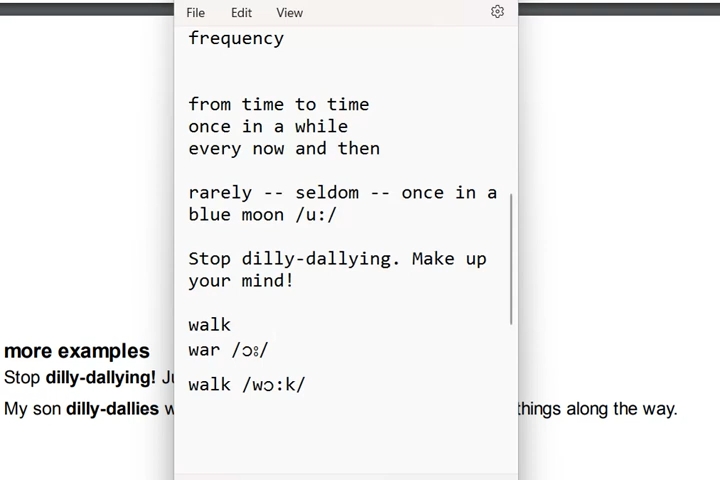 File Edit View
frequency
from time to time
once in a while
every now and then
rarely -- seldom -- once in a
blue moon /u:/
Stop dilly-dallying. Make up
your mind!
walk
war /ɔː/
walk /wɔ:k/
more examples
Stop dilly-dallying!
My son dilly-dallies
things along the way.